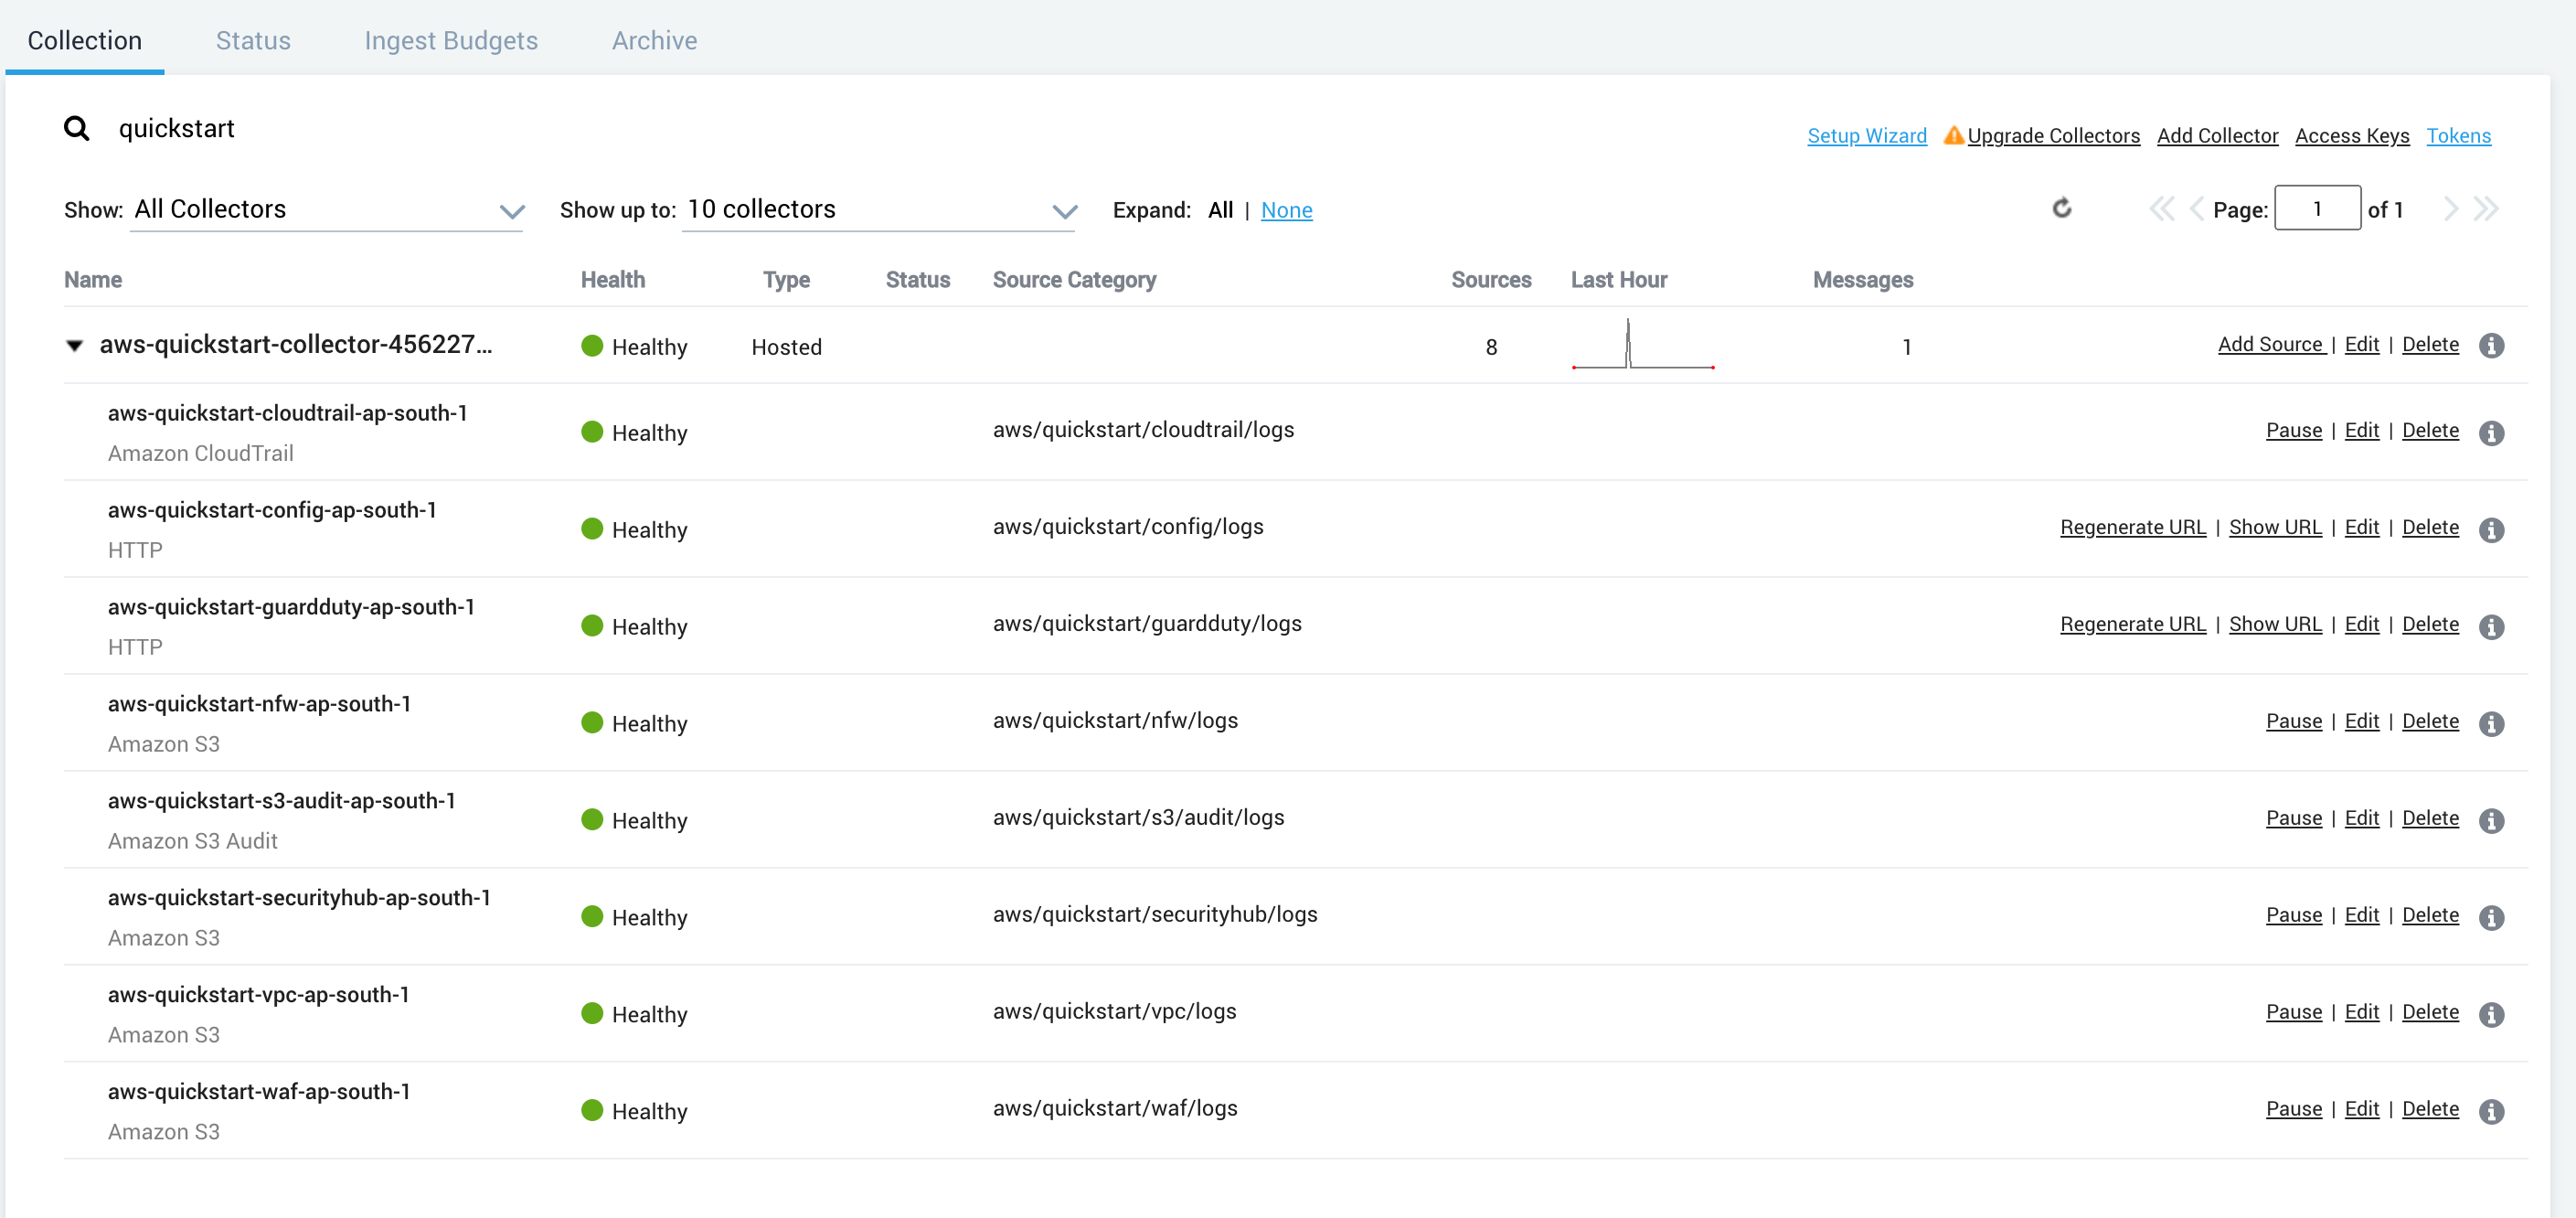 Collection Status Ingest Budgets Archive
quickstart
Setup Wizard Upgrade Collectors Add Collector Access Keys Tokens
Show: All Collectors Show up to: 10 collectors Expand: All | None Page: 1 of 1
Name Health Type Status Source Category Sources Last Hour Messages
aws-quickstart-collector-456227... Healthy Hosted 8 1 Add Source | Edit | Delete
aws-quickstart-cloudtrail-ap-south-1 Healthy aws/quickstart/cloudtrail/logs Pause | Edit | Delete
Amazon CloudTrail
aws-quickstart-config-ap-south-1 Healthy aws/quickstart/config/logs Regenerate URL | Show URL | Edit | Delete
HTTP
aws-quickstart-guardduty-ap-south-1 Healthy aws/quickstart/guardduty/logs Regenerate URL | Show URL | Edit | Delete
HTTP
aws-quickstart-nfw-ap-south-1 Healthy aws/quickstart/nfw/logs Pause | Edit | Delete
Amazon S3
aws-quickstart-s3-audit-ap-south-1 Healthy aws/quickstart/s3/audit/logs Pause | Edit | Delete
Amazon S3 Audit
aws-quickstart-securityhub-ap-south-1 Healthy aws/quickstart/securityhub/logs Pause | Edit | Delete
Amazon S3
aws-quickstart-vpc-ap-south-1 Healthy aws/quickstart/vpc/logs Pause | Edit | Delete
Amazon S3
aws-quickstart-waf-ap-south-1 Healthy aws/quickstart/waf/logs Pause | Edit | Delete
Amazon S3